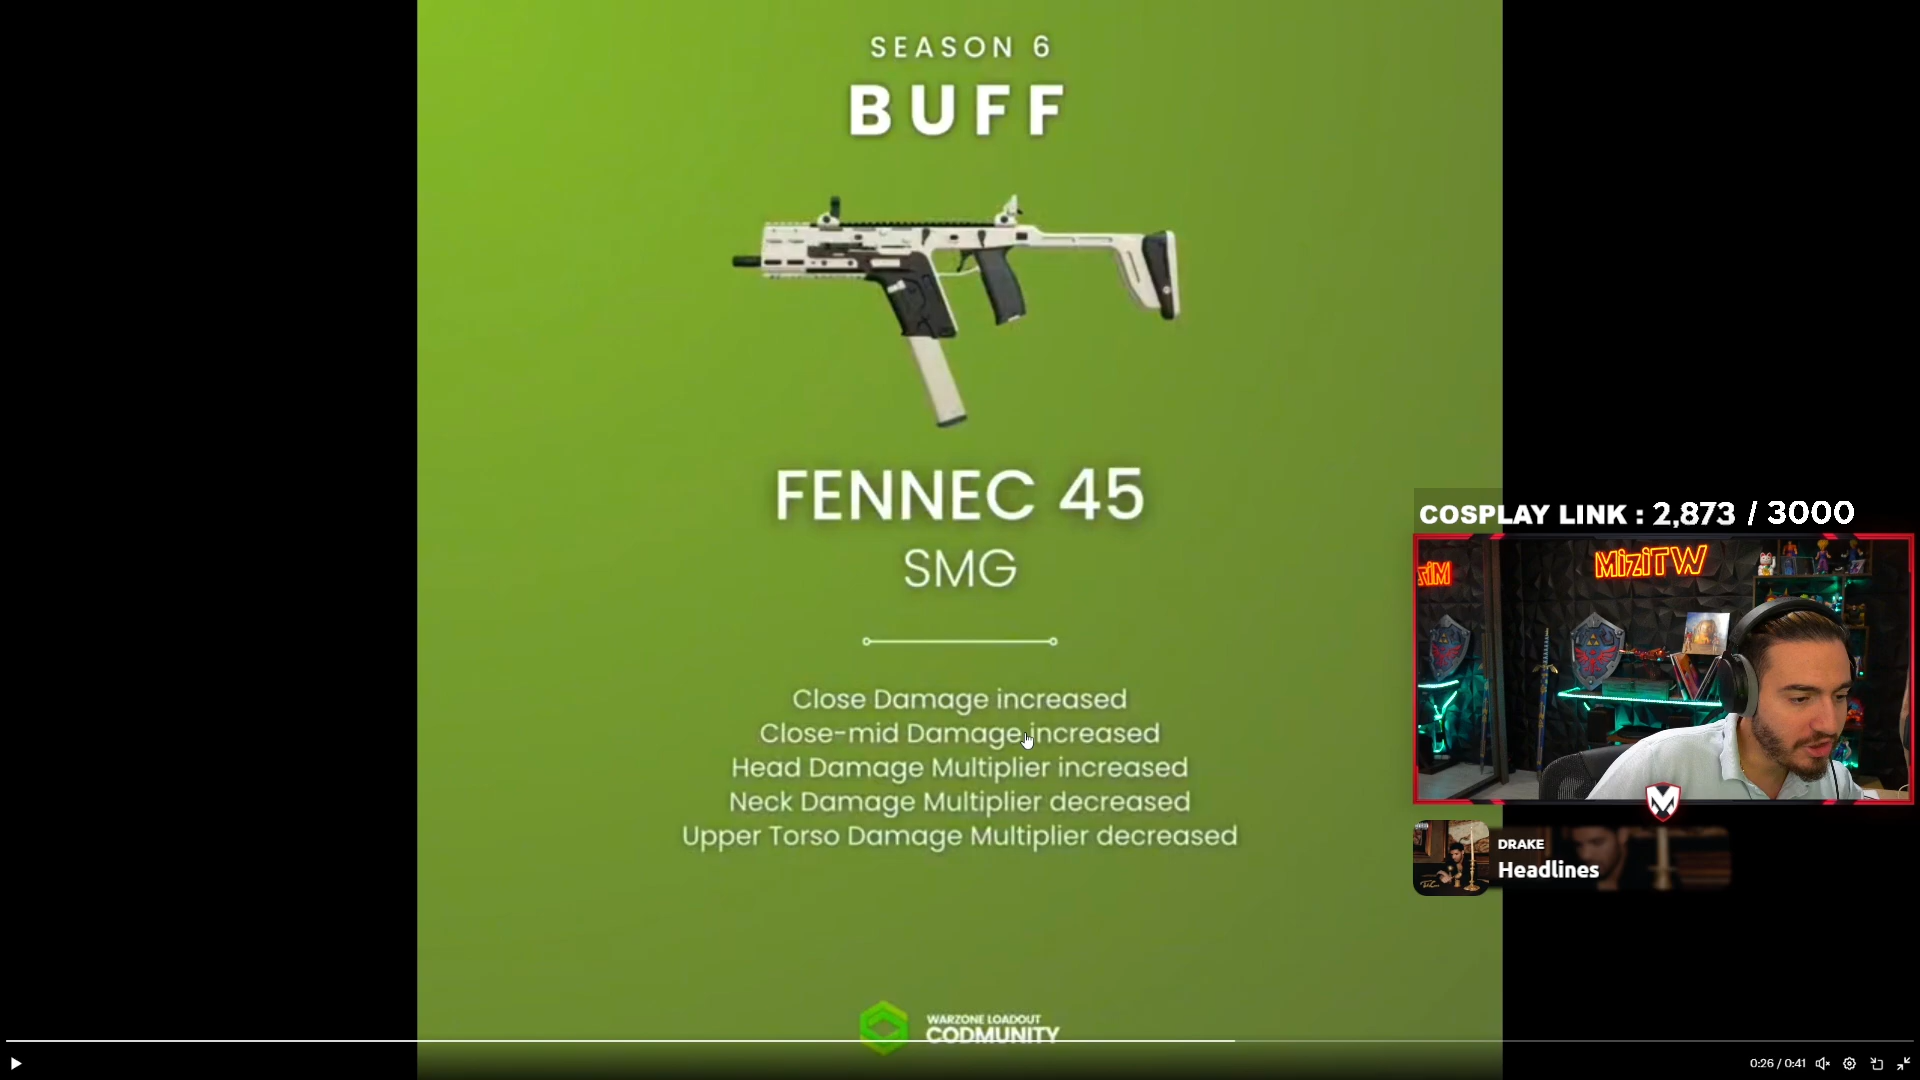 SEASON 6
BUFF
FENNEC 45
SMG
Close Damage increased
Close-mid Damage increased
Head Damage Multiplier increased
Neck Damage Multiplier decreased
Upper Torso Damage Multiplier decreased
WARZONE LOADOUT
CODMUNITY
COSPLAY LINK : 2,873 / 3000
MiziTW
DRAKE
Headlines
0:26 / 0:41